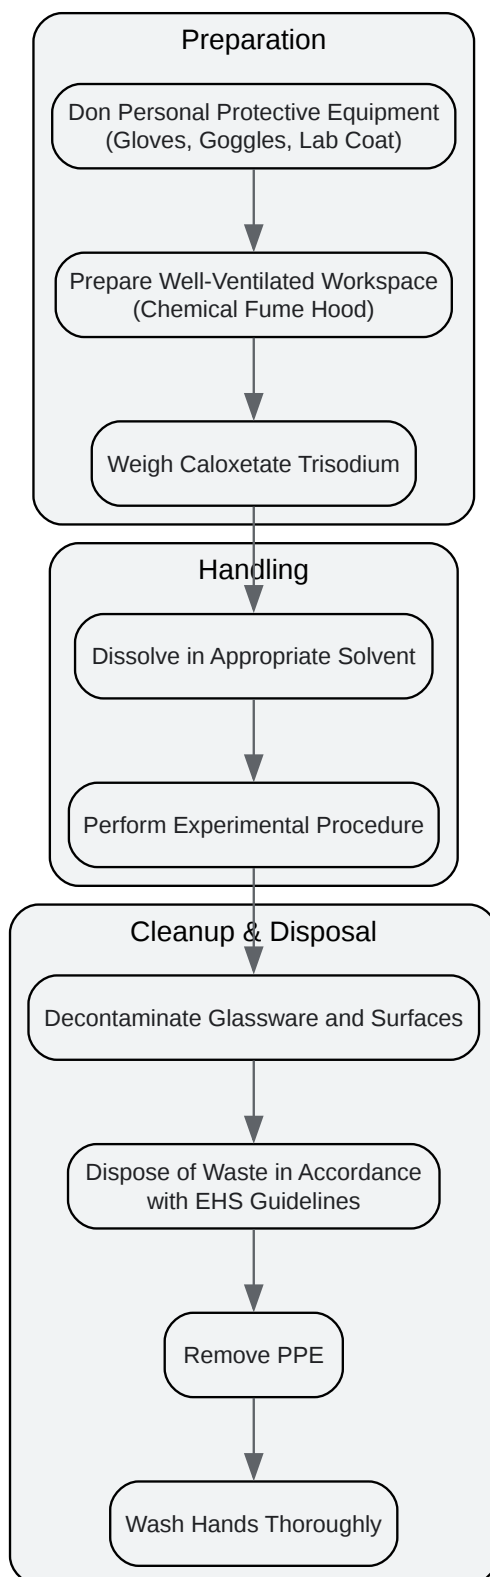 Preparation
Don Personal Protective Equipment
(Gloves, Goggles, Lab Coat)
Prepare Well-Ventilated Workspace
(Chemical Fume Hood)
Weigh Caloxetate Trisodium
Handling
Dissolve in Appropriate Solvent
Perform Experimental Procedure
Cleanup & Disposal
Decontaminate Glassware and Surfaces
Dispose of Waste in Accordance
with EHS Guidelines
Remove PPE
Wash Hands Thoroughly